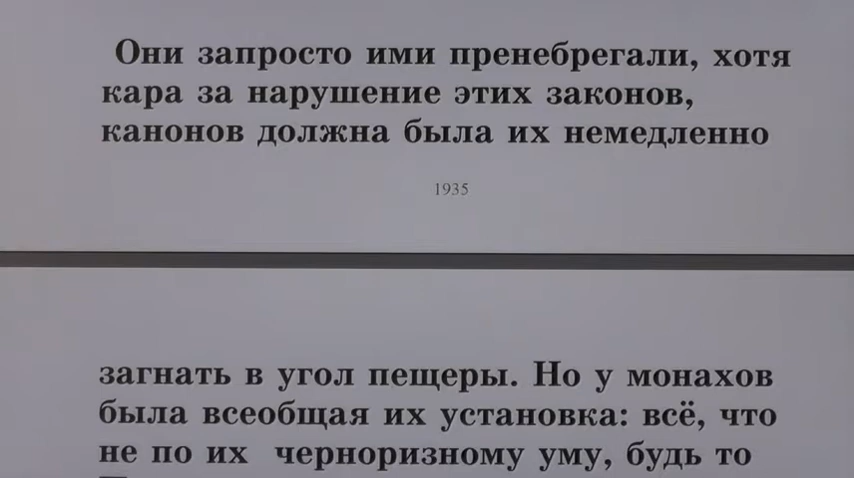 Они запросто ими пренебрегали, хотя
кара за нарушение этих законов,
канонов должна была их немедленно
1935
загнать в угол пещеры. Но у монахов
была всеобщая их установка: всё, что
не по их черноризному уму, будь то